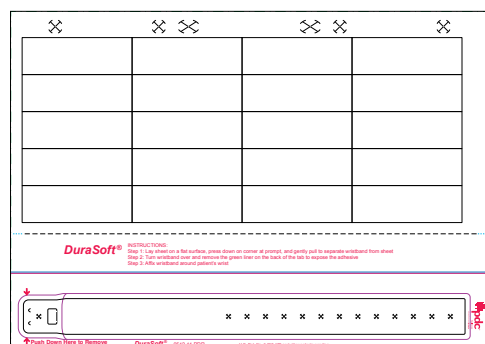 DuraSoft®
INSTRUCTIONS:
Step 1: Lay sheet on a flat surface, press down on corner at prompt, and gently pull to separate wristband from sheet
Step 2: Turn wristband over and remove the green liner on the back of the tab to expose the adhesive
Step 3: Affix wristband around patient's wrist
pdc
Push Down Here to Remove
DuraSoft®